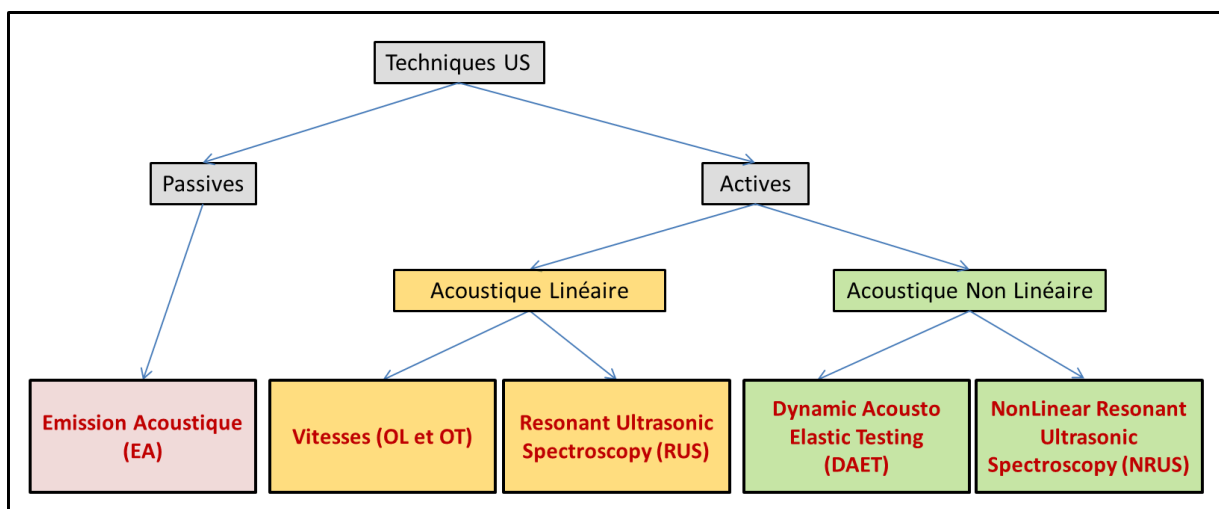 Techniques US
Passives
Actives
Acoustique Linéaire
Acoustique Non Linéaire
Emission Acoustique
(EA)
Vitesses (OL et OT)
Resonant Ultrasonic
Spectroscopy (RUS)
Dynamic Acousto
Elastic Testing
(DAET)
NonLinear Resonant
Ultrasonic
Spectroscopy (NRUS)